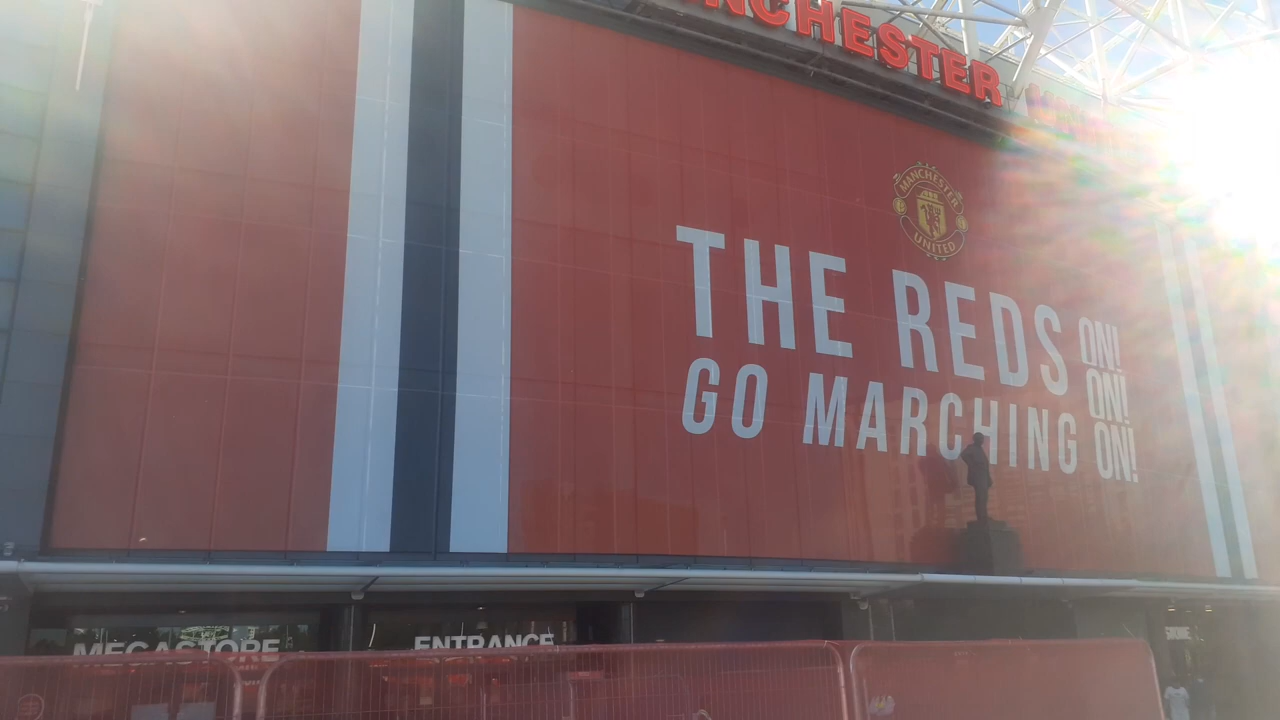 MANCHESTER
MANCHESTER
UNITED
THE REDS ON!
ON!
GO MARCHING ON!
MEGASTORE
ENTRANCE